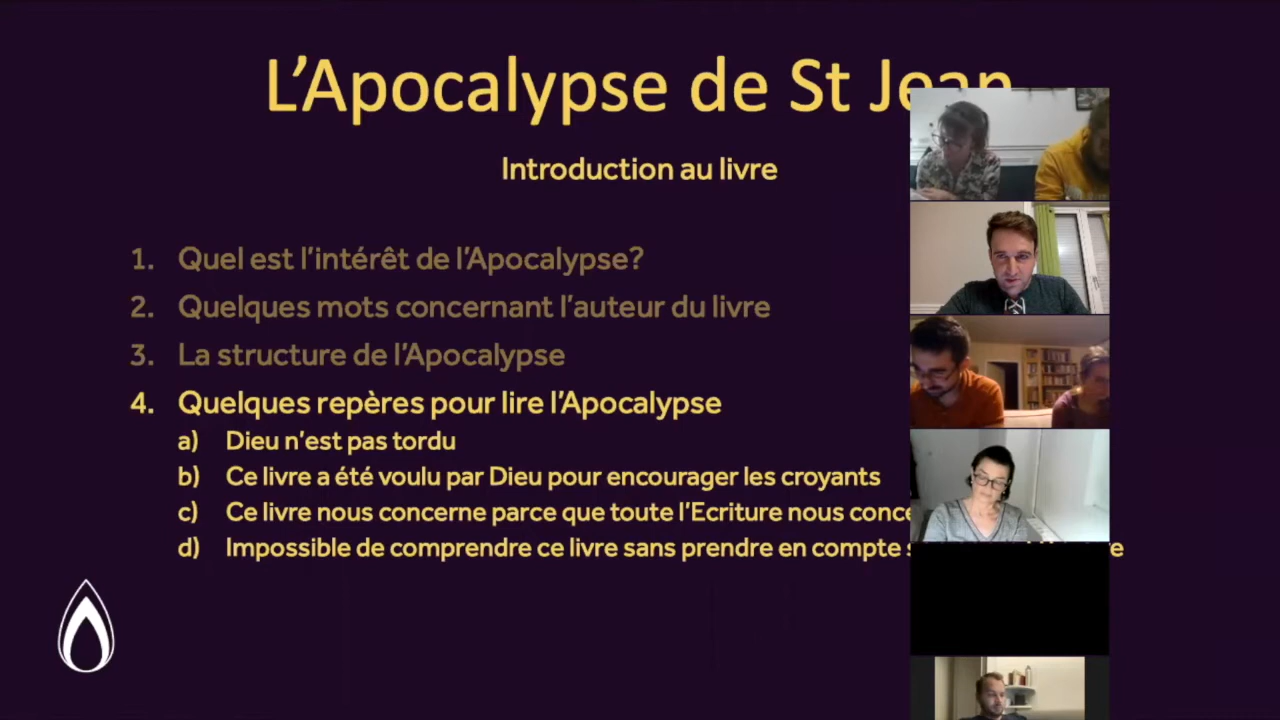 L’Apocalypse de St Jean
Introduction au livre
1. Quel est l’intérêt de l’Apocalypse?
2. Quelques mots concernant l’auteur du livre
3. La structure de l’Apocalypse
4. Quelques repères pour lire l’Apocalypse
a) Dieu n’est pas tordu
b) Ce livre a été voulu par Dieu pour encourager les croyants
c) Ce livre nous concerne parce que toute l’Ecriture nous
d) Impossible de comprendre ce livre sans prendre en compte